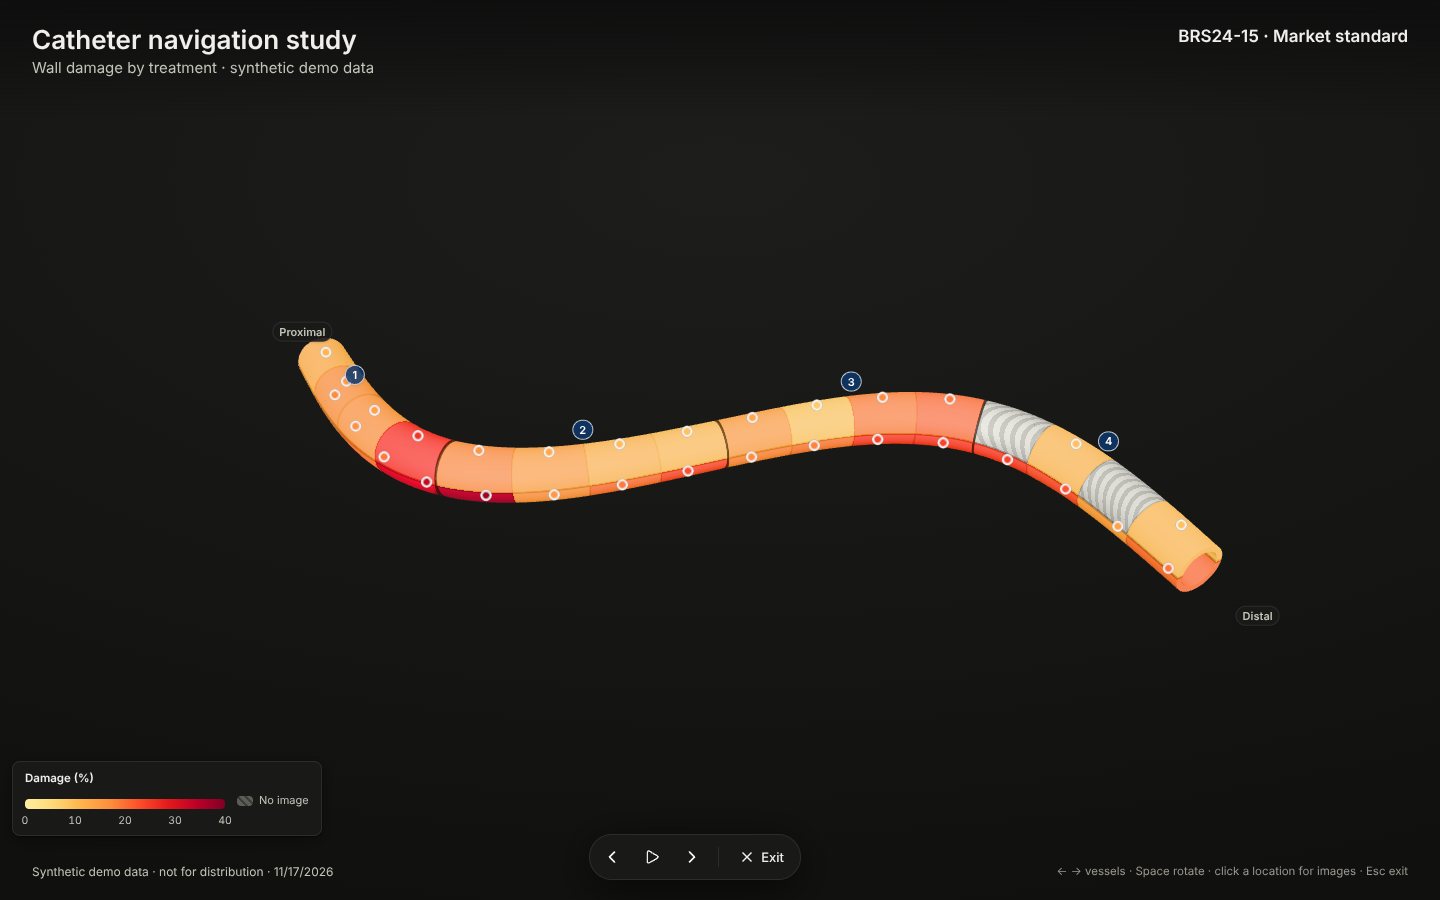 Catheter navigation study
Wall damage by treatment · synthetic demo data
BRS24-15 · Market standard
Proximal
1
2
3
4
Distal
Damage (%)
No image
0 10 20 30 40
Exit
Synthetic demo data · not for distribution · 11/17/2026
← → vessels · Space rotate · click a location for images · Esc exit